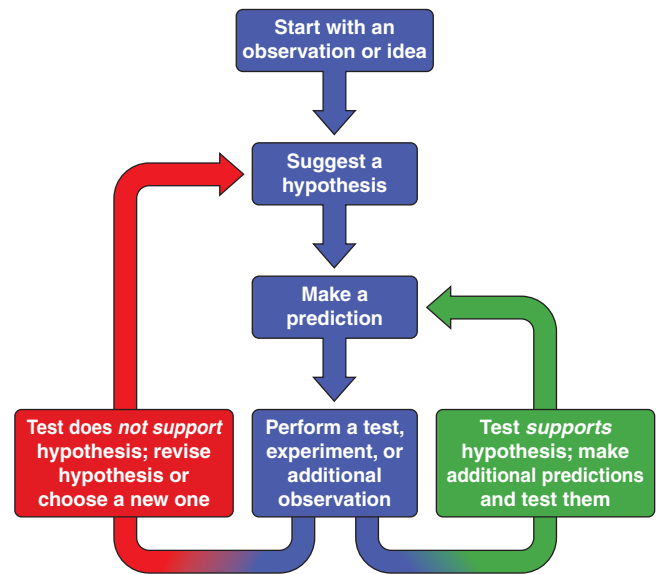 Start with an
observation or idea
Suggest a
hypothesis
Make a
prediction
Test does not support
hypothesis; revise
hypothesis or
choose a new one
Perform a test,
experiment, or
additional
observation
Test supports
hypothesis; make
additional predictions
and test them